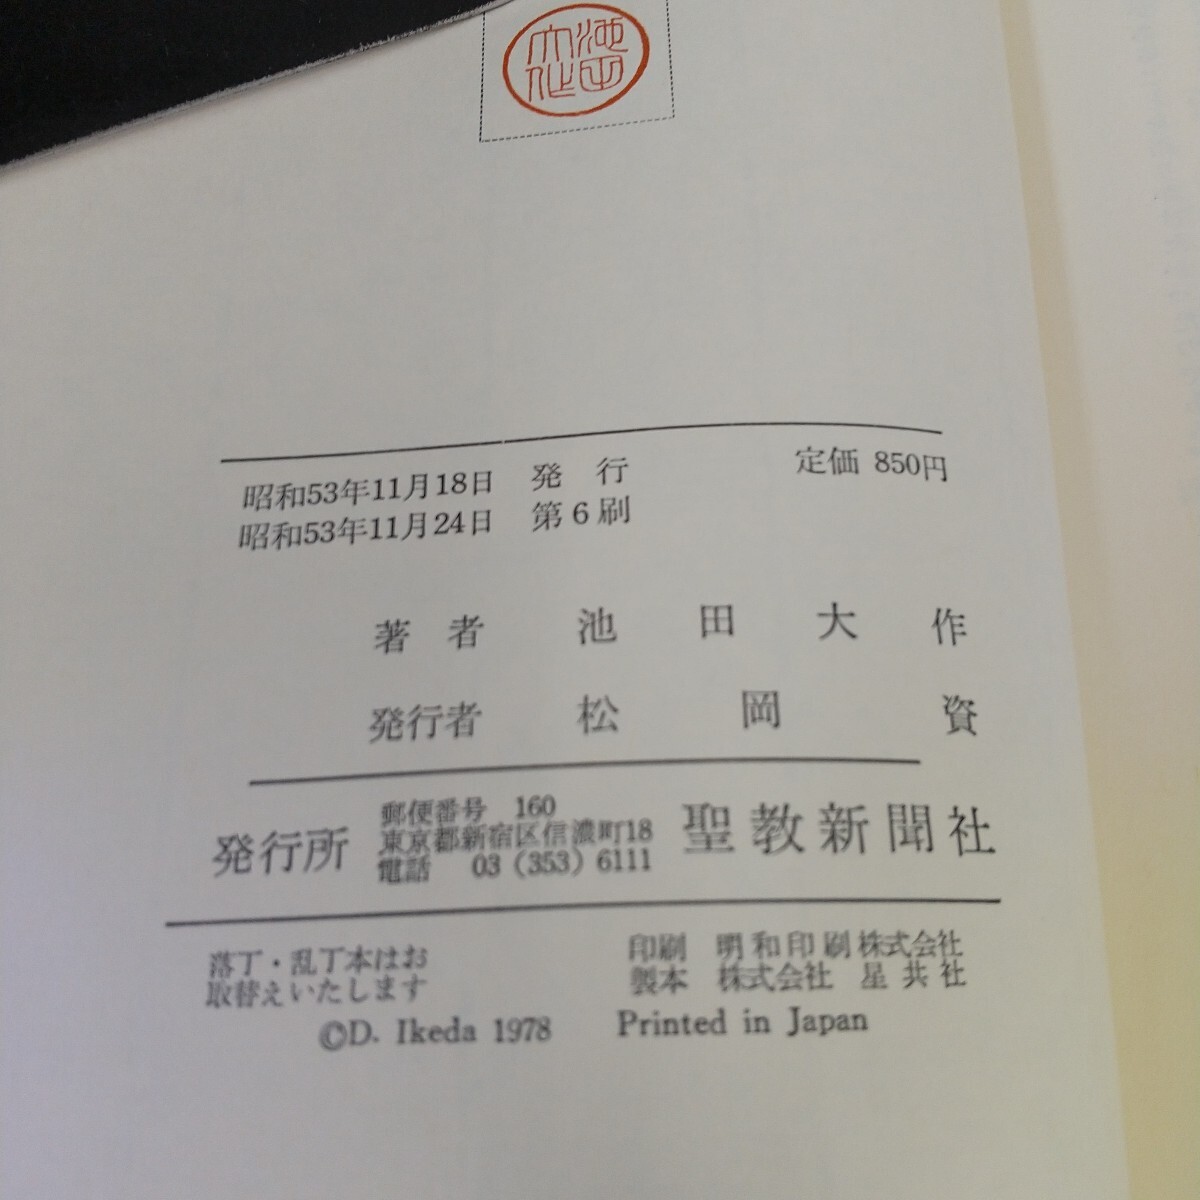 池田
大作
定価 850円
昭和53年11月18日 発行
昭和53年11月24日 第6刷
著者 池田大作
発行者 松岡資
発行所
郵便番号 160
東京都新宿区信濃町18
電話 03 (353) 6111
聖教新聞社
落丁・乱丁本はお
取替えいたします
印刷 明和印刷株式会社
製本 株式会社 星共社
©D. Ikeda 1978 Printed in Japan